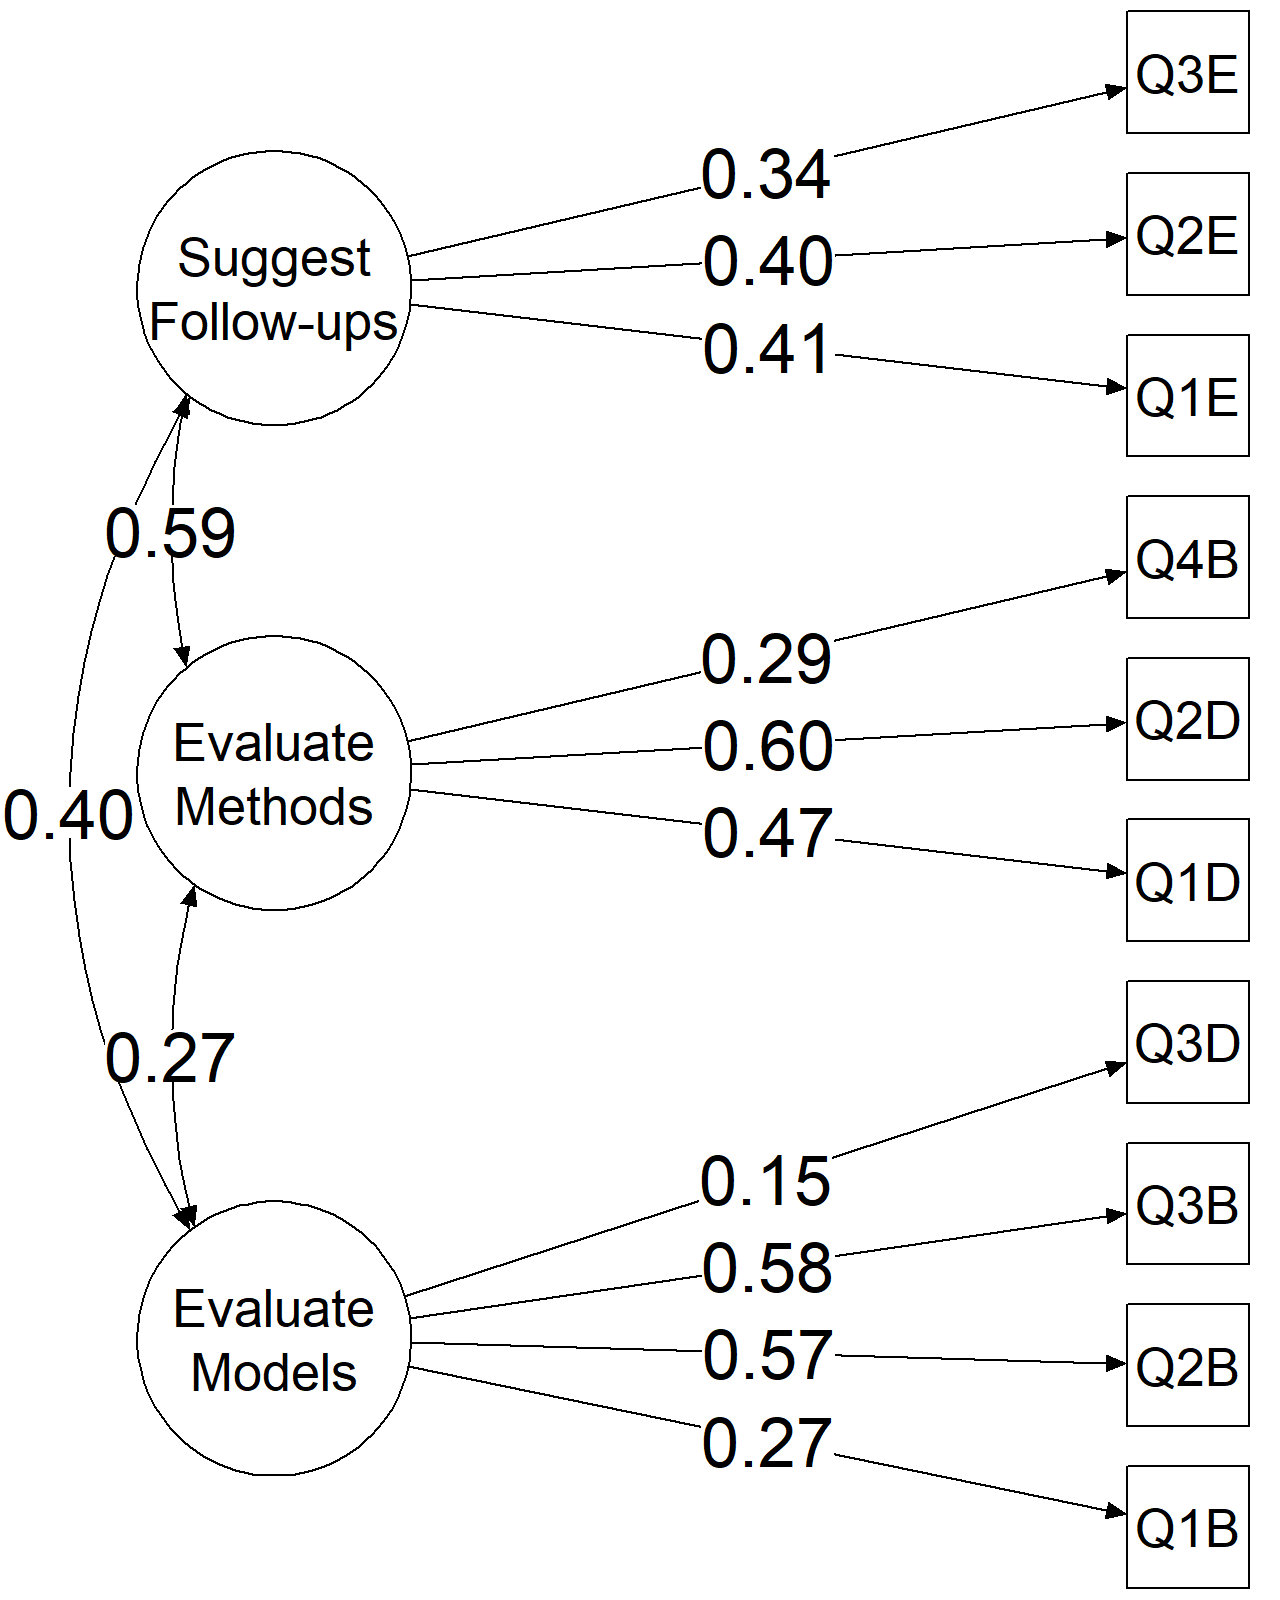 Q3E
0.34
Suggest
Follow-ups
Q2E
0.40
0.41
Q1E
0.59
Q4B
0.29
Q2D
0.60
Evaluate
Methods
0.40
0.47
Q1D
0.27
Q3D
0.15
Q3B
0.58
Evaluate
Models
0.57
Q2B
0.27
Q1B